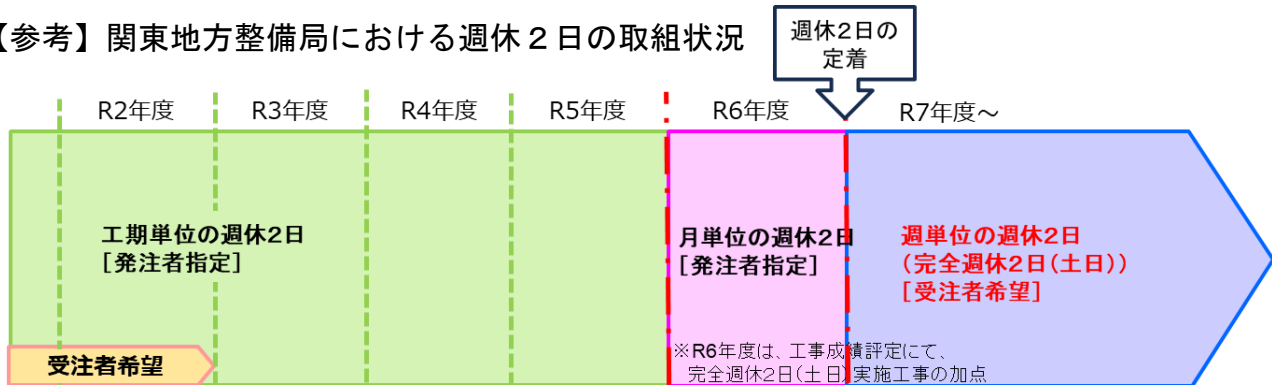 【参考】関東地方整備局における週休２日の取組状況
週休2日の
定着
R2年度
R3年度
R4年度
R5年度
R6年度
R7年度～
工期単位の週休2日
[発注者指定]
月単位の週休2日
[発注者指定]
週単位の週休2日
(完全週休2日(土日))
[受注者希望]
受注者希望
※R6年度は、工事成績評定にて、
完全週休2日(土日)実施工事の加点